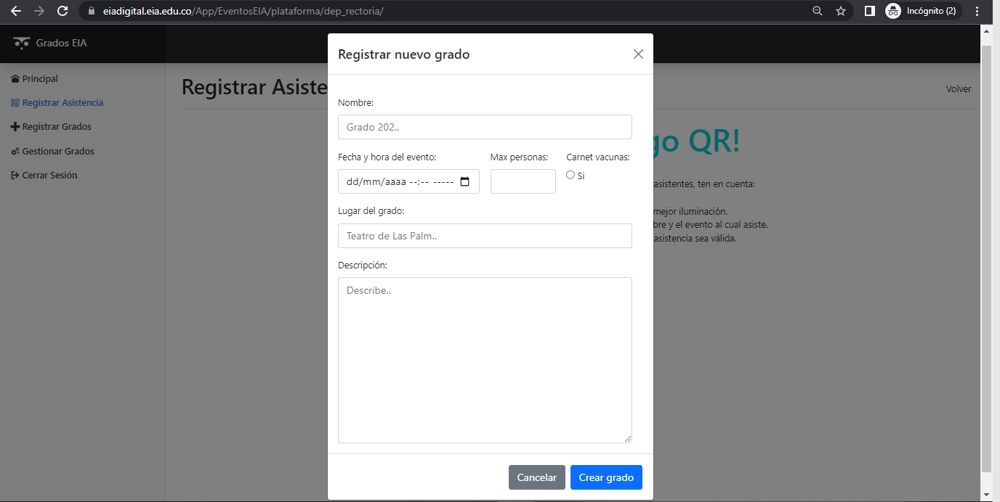 eiadigital.eia.edu.co/App/EventosEIA/plataforma/dep_rectoria/
Incógnito (2)
Grados EIA
Principal
Registrar Asistencia
Registrar Grados
Gestionar Grados
Cerrar Sesión
Registrar Asiste
Volver
go QR!
asistentes, ten en cuenta:
mejor iluminación.
bre y el evento al cual asiste.
asistencia sea válida.
Registrar nuevo grado
Nombre:
Grado 202..
Fecha y hora del evento: Max personas: Carnet vacunas:
dd/mm/aaaa --:-- ----- Si
Lugar del grado:
Teatro de Las Palm..
Descripción:
Describe..
Cancelar Crear grado